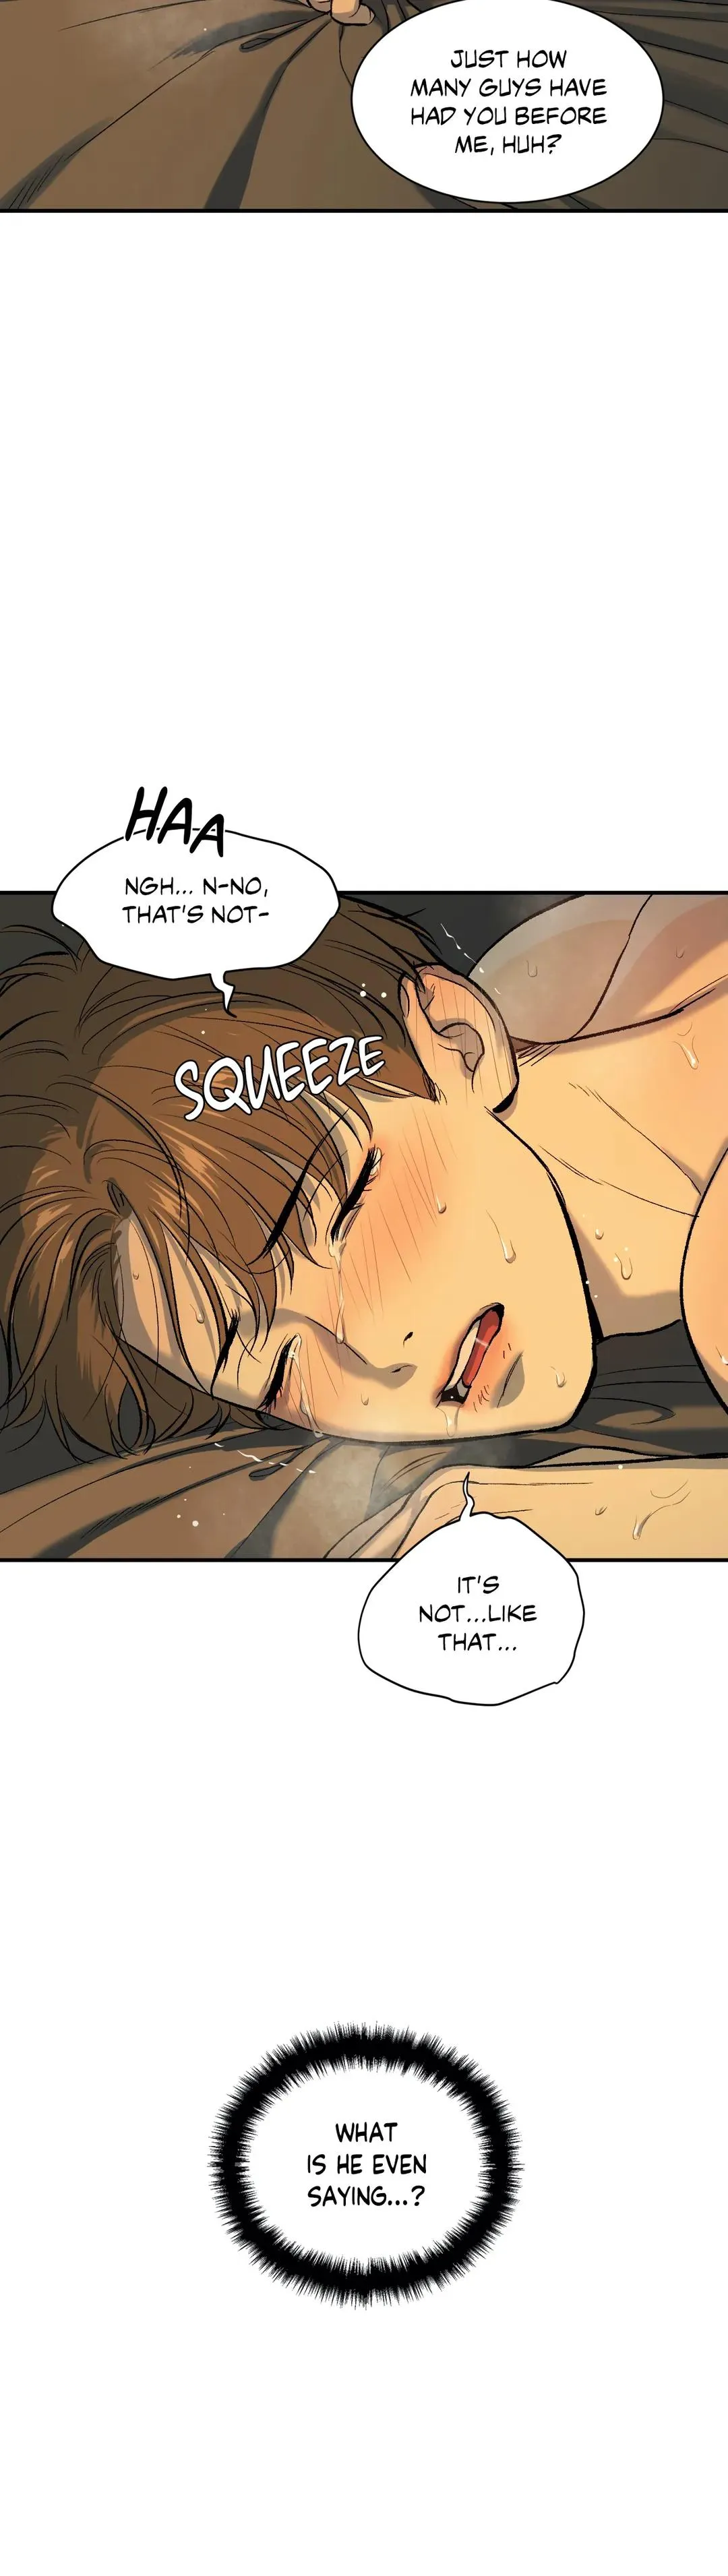 JUST HOW
MANY GUYS HAVE
HAD YOU BEFORE
ME, HUH?
HAA
NGH... N-NO,
THAT'S NOT-
SQUEEZE
IT'S
NOT...LIKE
THAT...
WHAT
IS HE EVEN
SAYING...?